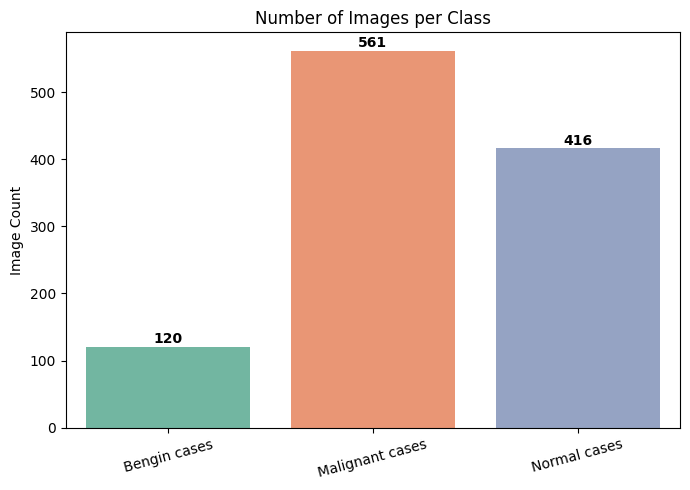 Number of Images per Class
Image Count
500
400
300
200
100
0
120
561
416
Bengin cases
Malignant cases
Normal cases